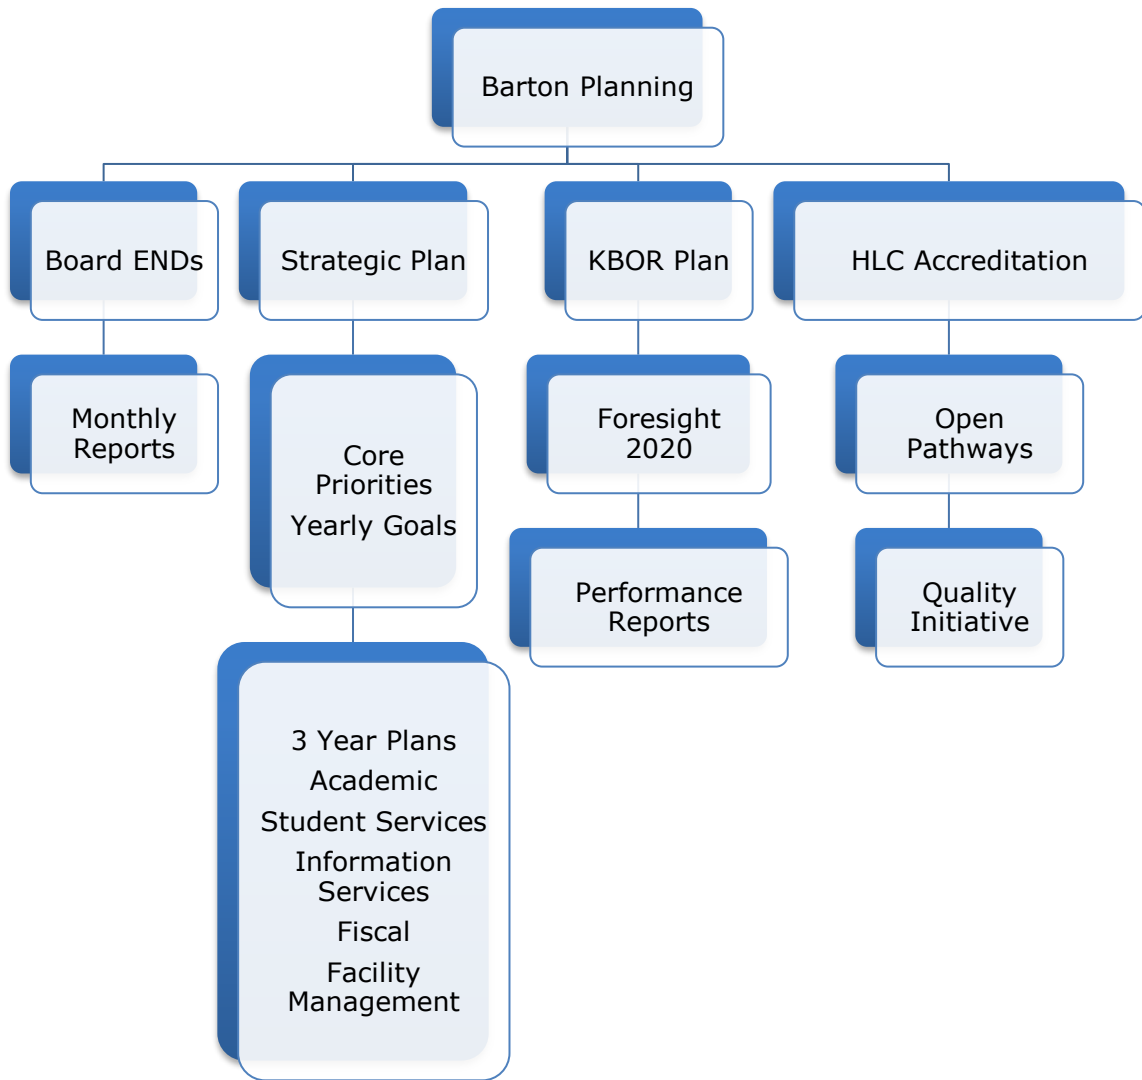 Barton Planning
Board ENDs
Strategic Plan
KBOR Plan
HLC Accreditation
Monthly
Reports
Core
Priorities
Yearly Goals
Foresight
2020
Open
Pathways
Performance
Reports
Quality
Initiative
3 Year Plans
Academic
Student Services
Information
Services
Fiscal
Facility
Management